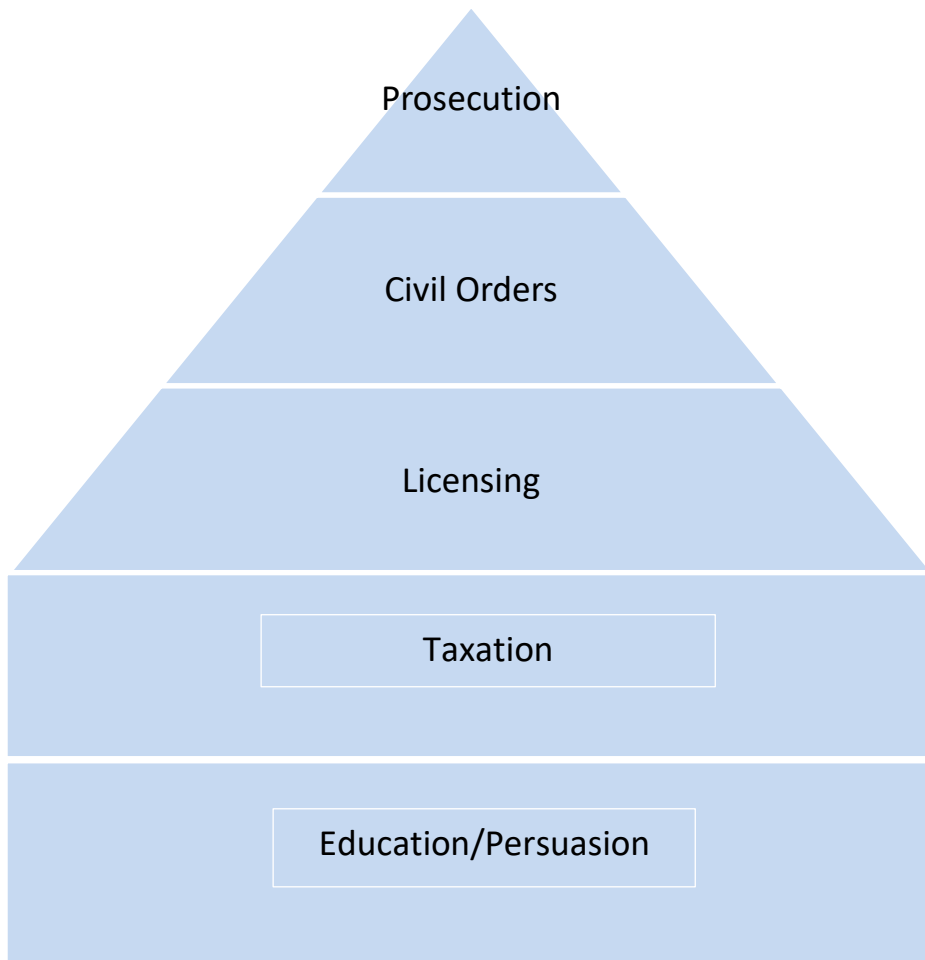 Prosecution
Civil Orders
Licensing
Taxation
Education/Persuasion